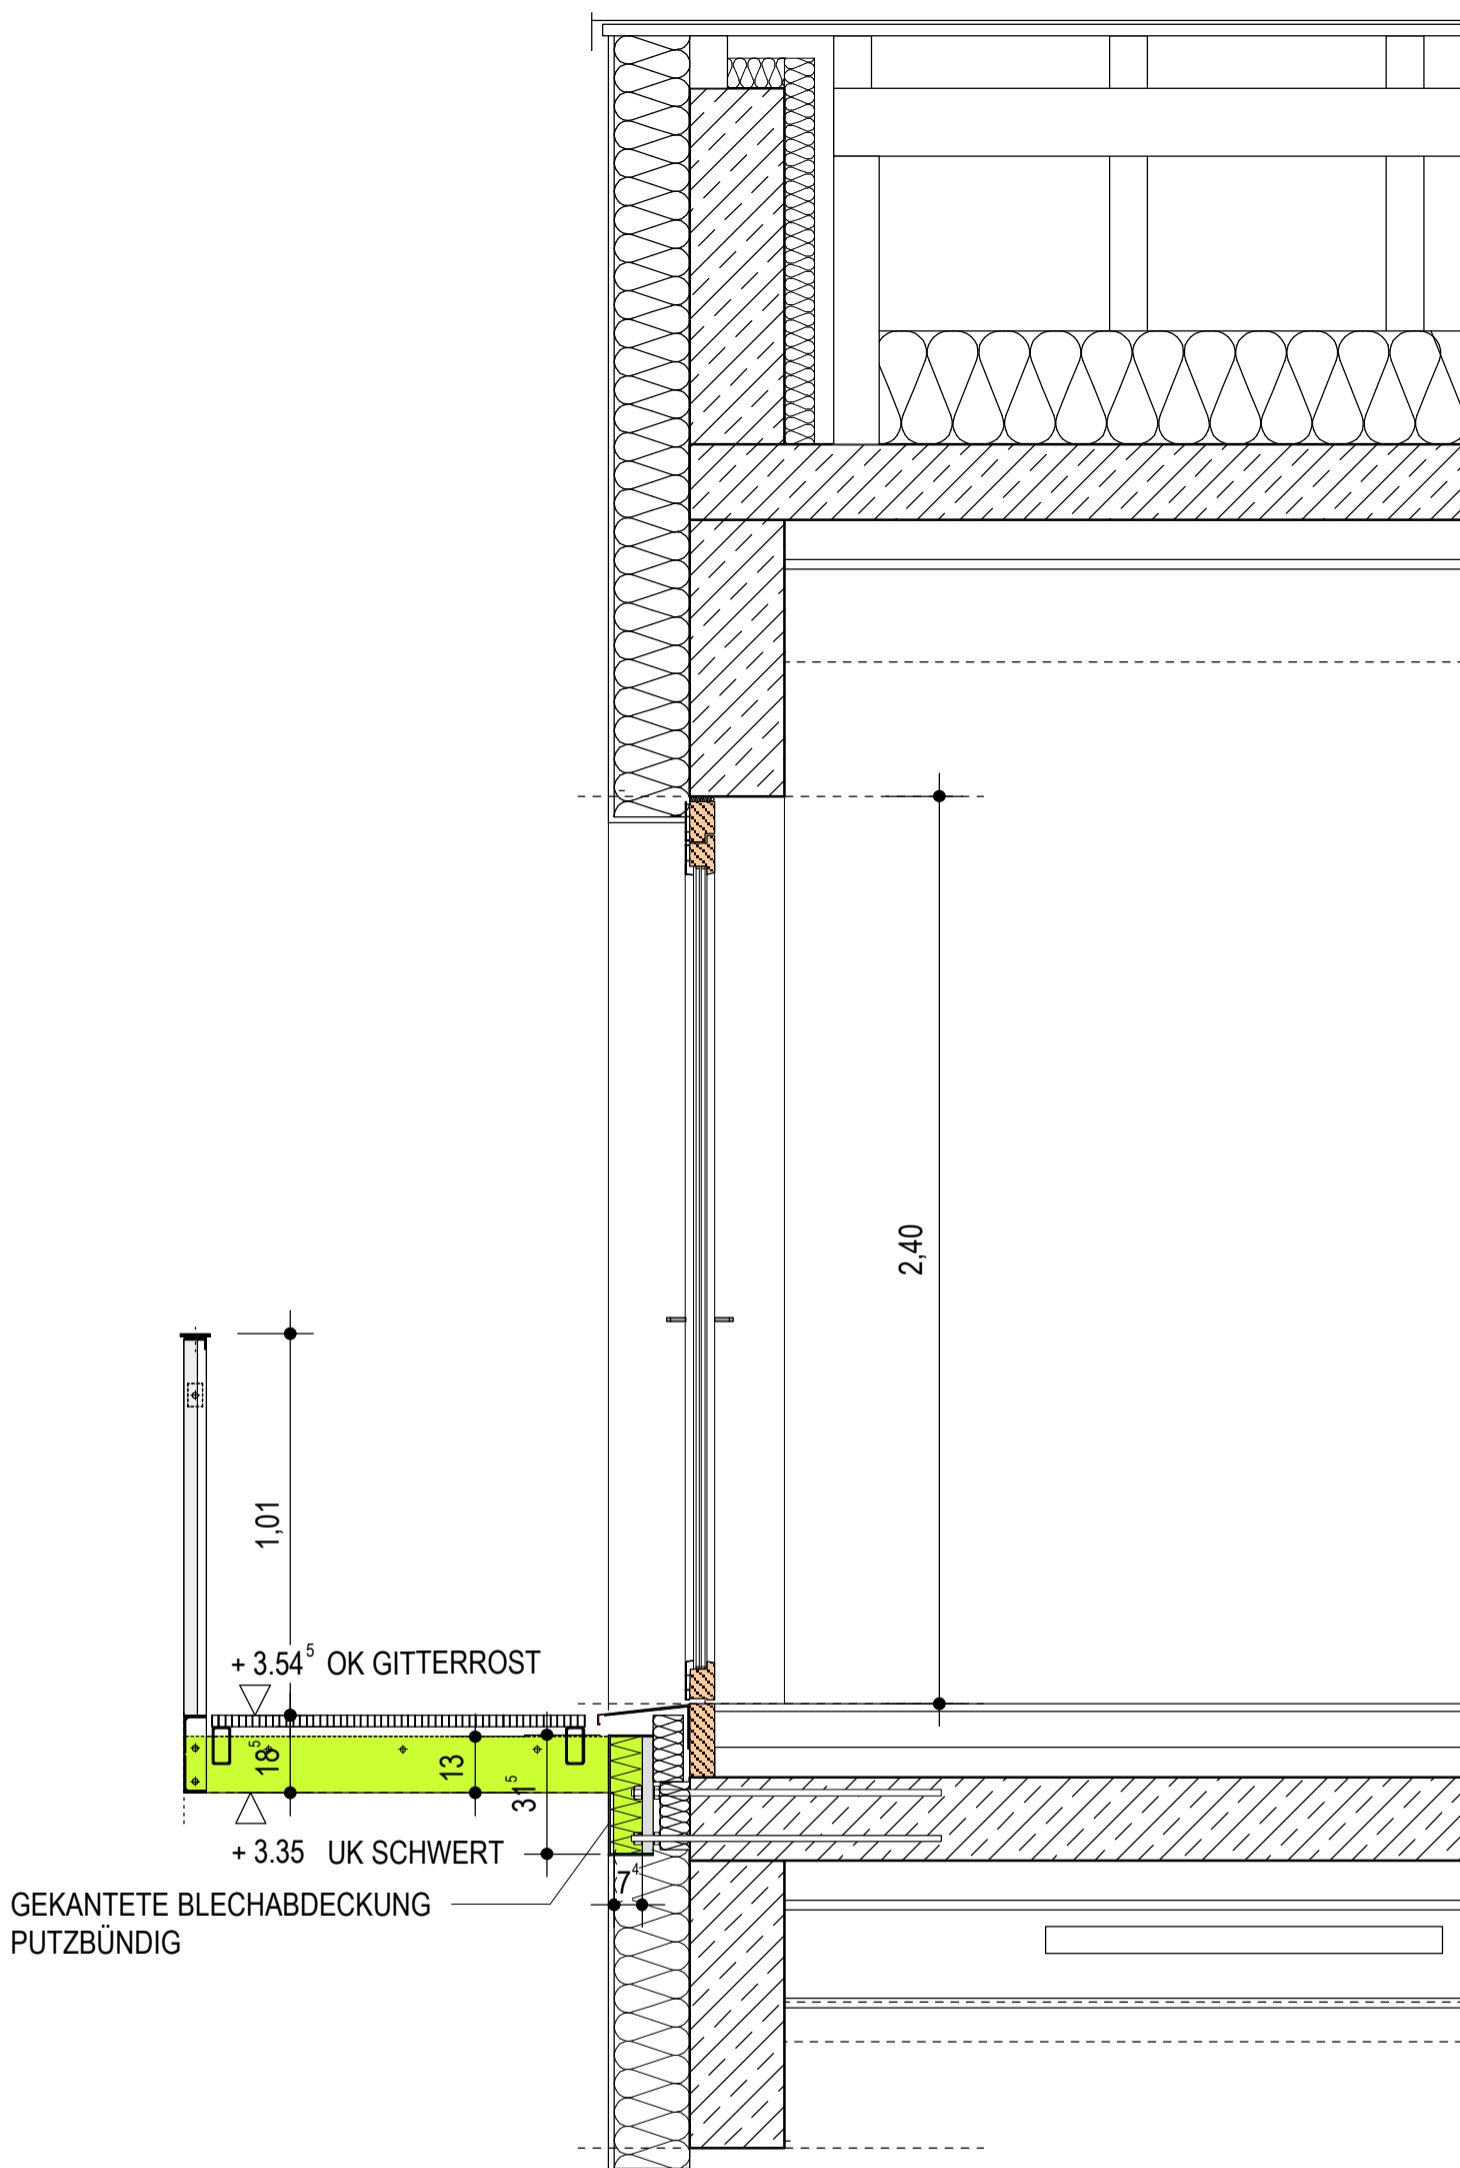 2,40
1,01
+ 3.54⁵ OK GITTERROST
18⁵
13
31⁵
+ 3.35 UK SCHWERT
7⁴
GEKANTETE BLECHABDECKUNG
PUTZBÜNDIG